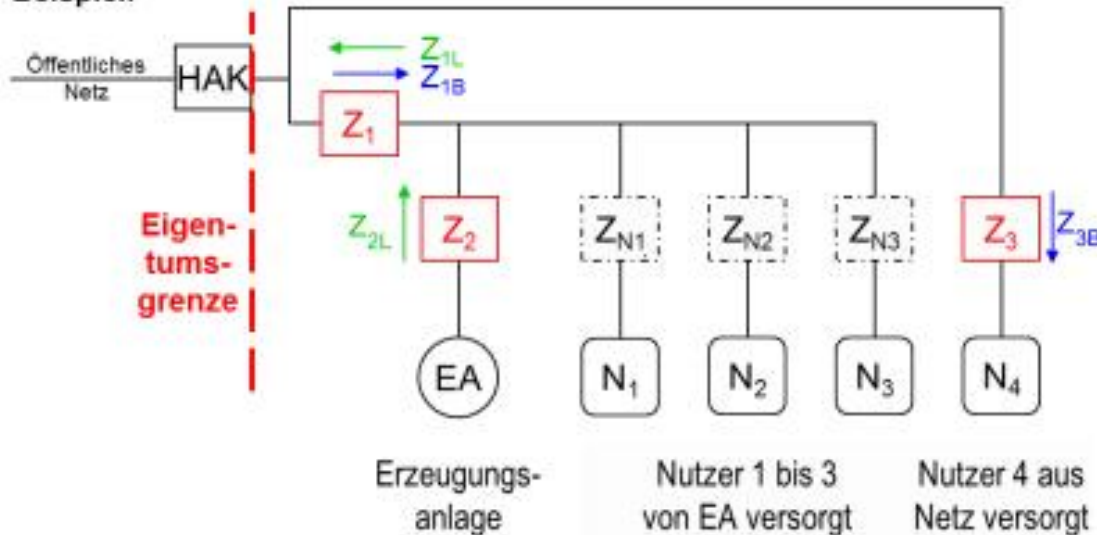 Beispiel:
Öffentliches
Netz
HAK
Z1L
Z1B
Z1
Eigen-
tums-
grenze
Z2L
Z2
ZN1
ZN2
ZN3
Z3
Z3B
EA
N1
N2
N3
N4
Erzeugungs-
anlage
Nutzer 1 bis 3
von EA versorgt
Nutzer 4 aus
Netz versorgt